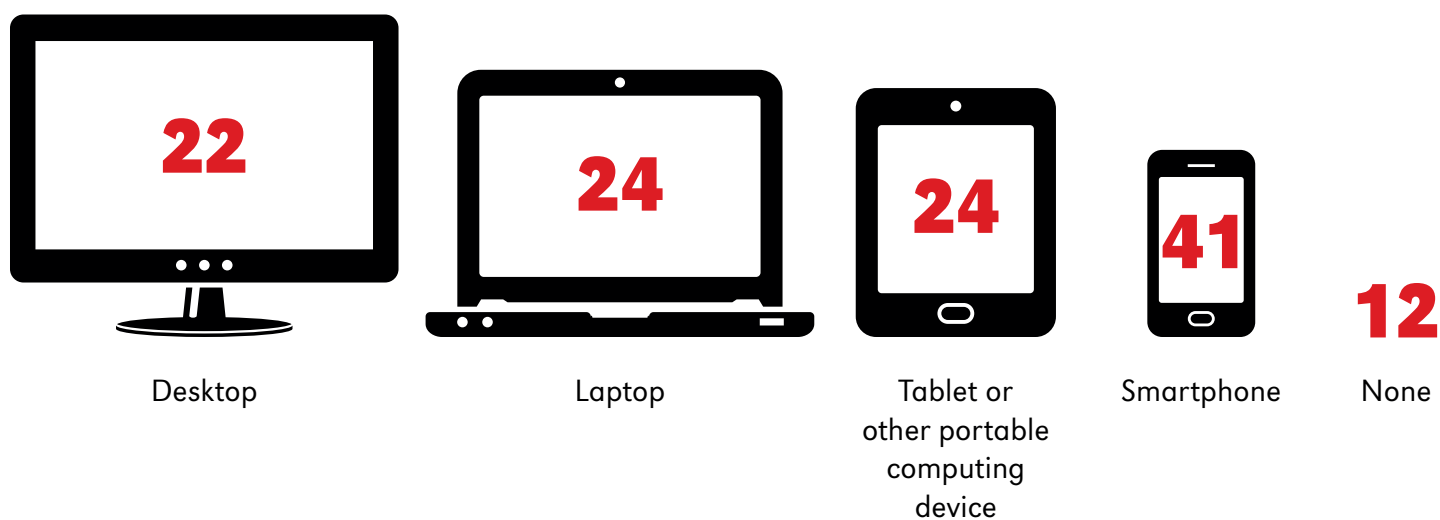 22
24
24
41
12
Desktop
Laptop
Tablet or
other portable
computing
device
Smartphone
None